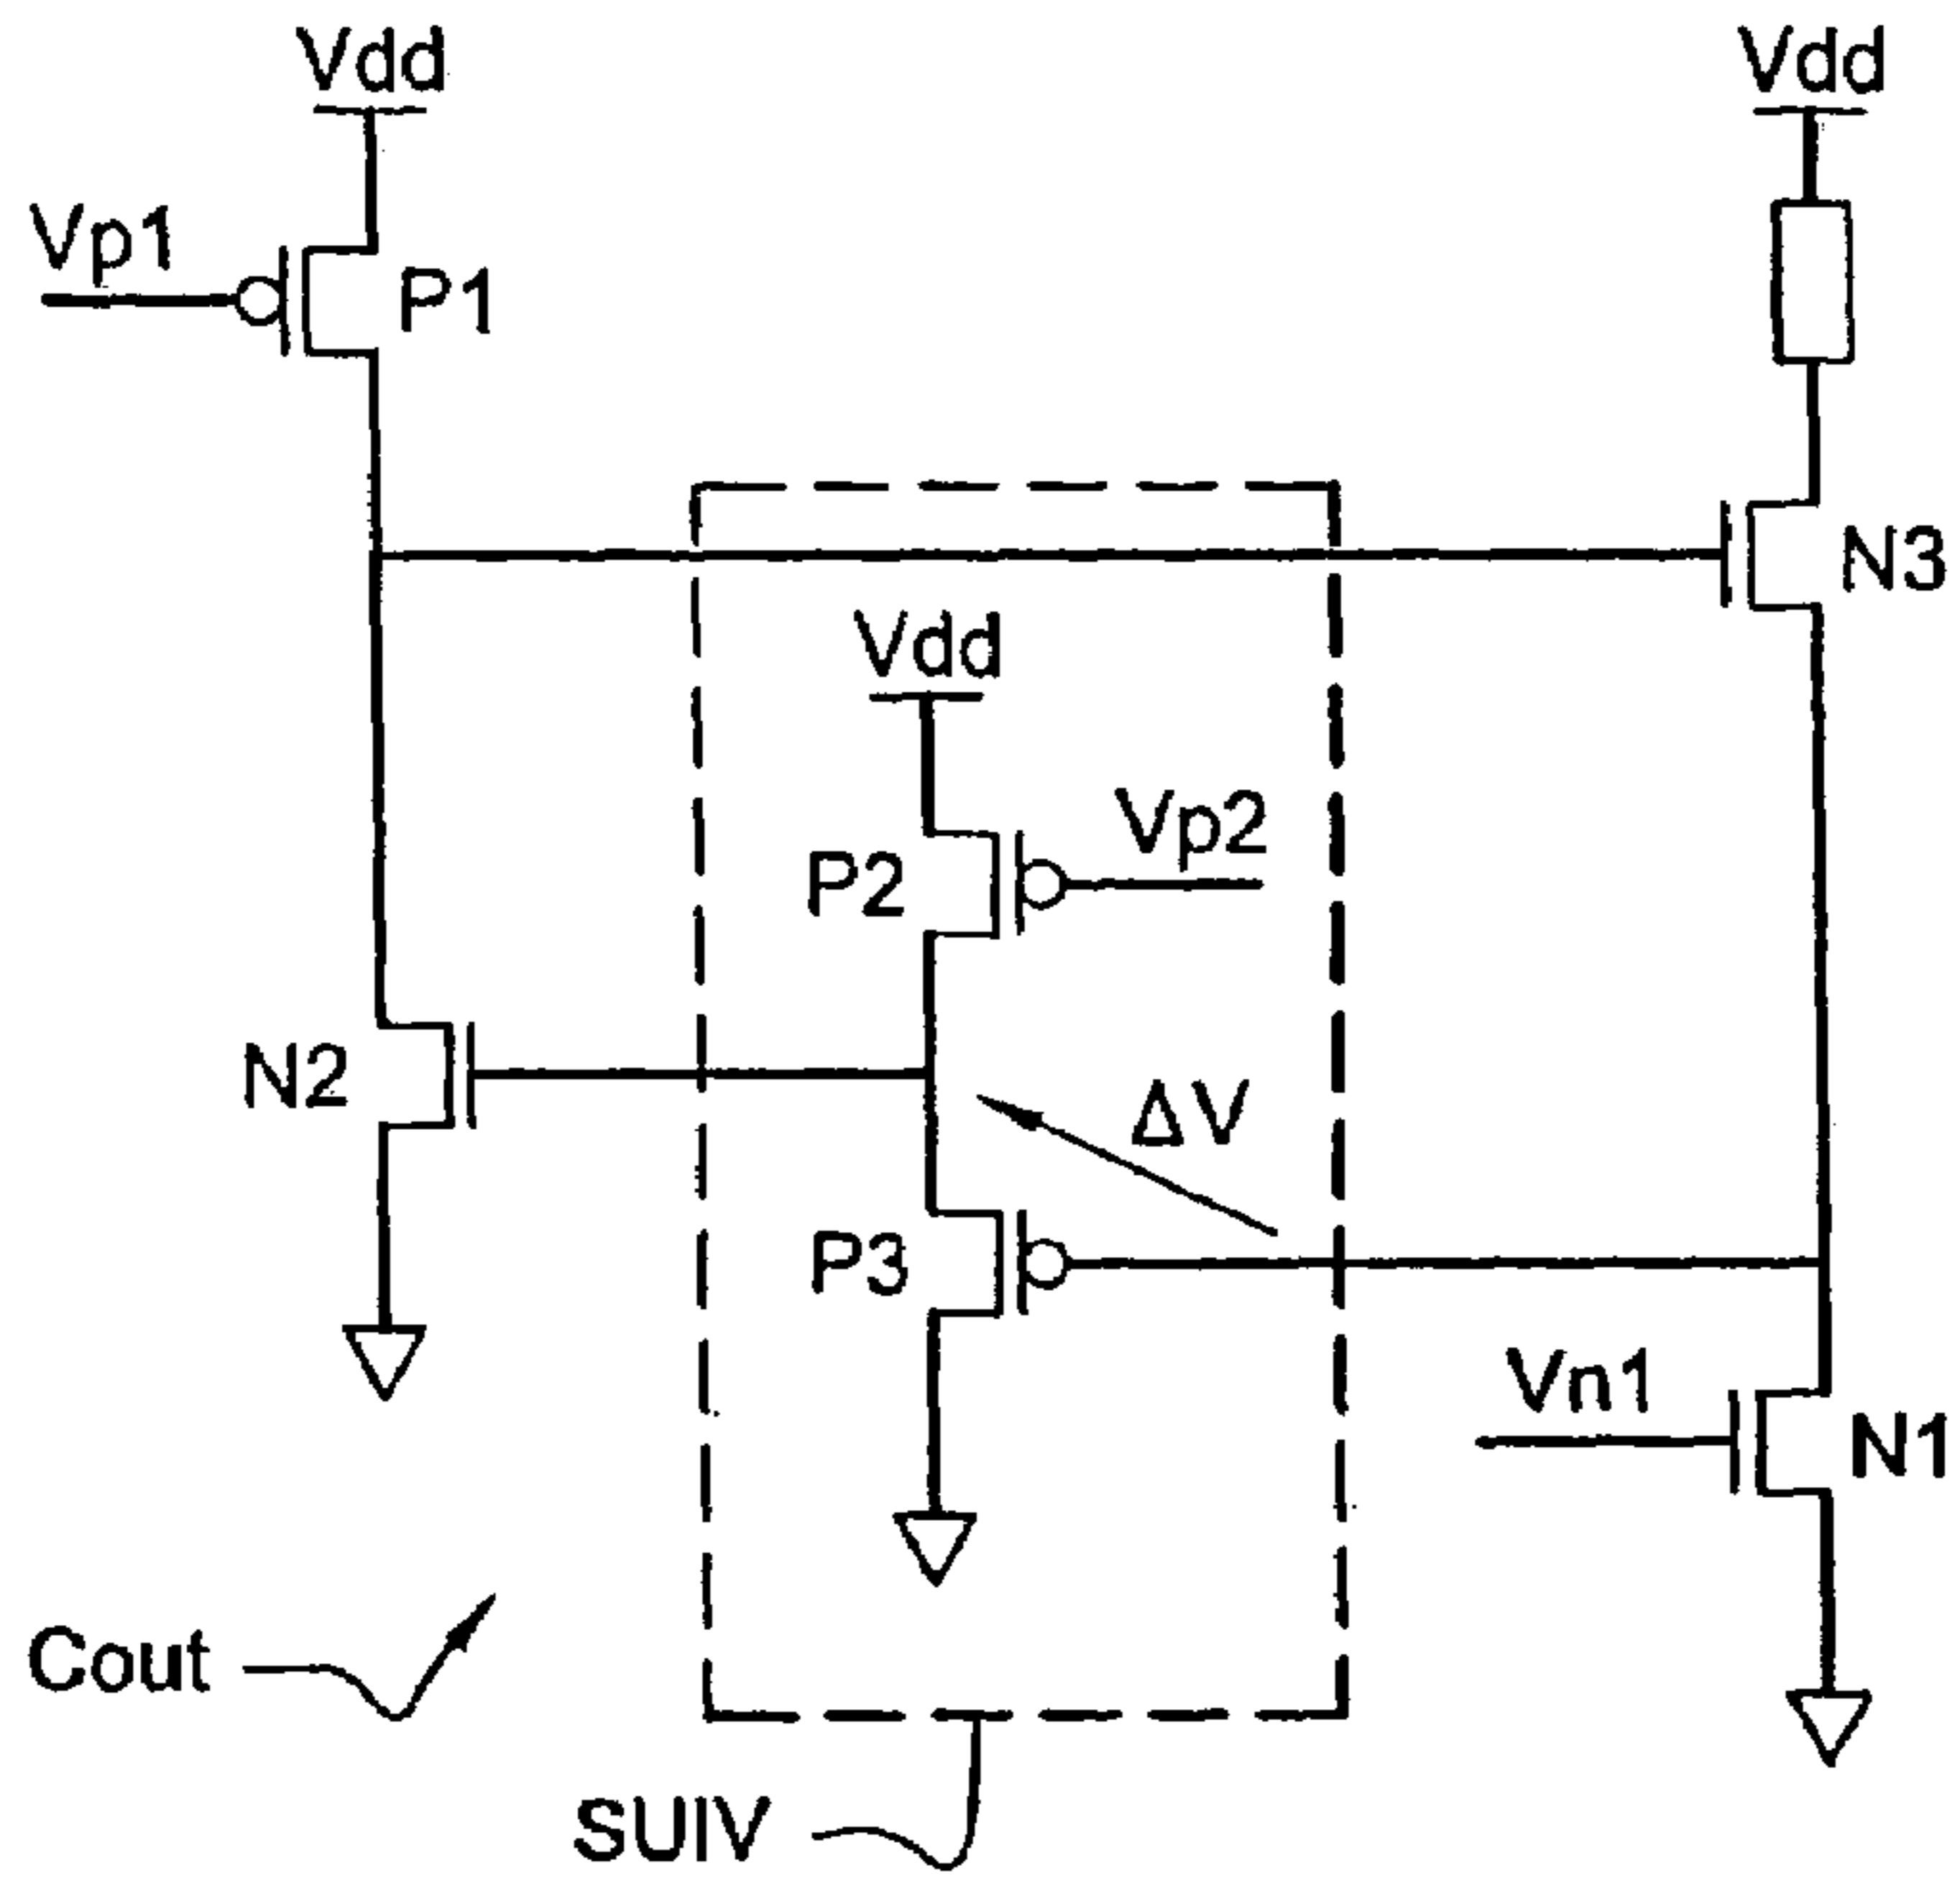 Vdd
Vdd
Vp1
P1
N3
Vdd
Vp2
P2
N2
ΔV
P3
Vn1
N1
Cout
SUIV